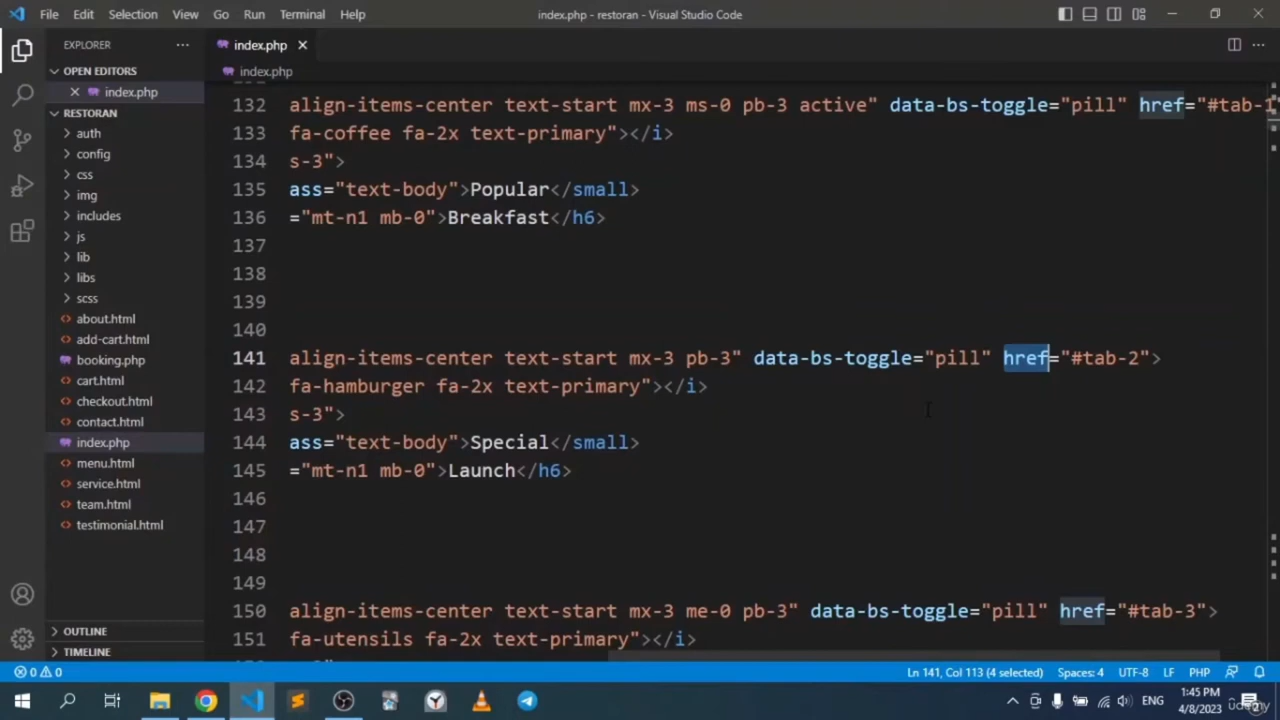 File Edit Selection View Go Run Terminal Help
index.php - restoran - Visual Studio Code
EXPLORER
OPEN EDITORS
index.php
RESTORAN
auth
config
css
img
includes
js
lib
libs
scss
about.html
add-cart.html
booking.php
cart.html
checkout.html
contact.html
index.php
menu.html
service.html
team.html
testimonial.html
OUTLINE
TIMELINE
index.php
index.php
132 align-items-center text-start mx-3 ms-0 pb-3 active" data-bs-toggle="pill" href="#tab-1
133 fa-coffee fa-2x text-primary"></i>
134 s-3">
135 ass="text-body">Popular</small>
136 ="mt-n1 mb-0">Breakfast</h6>
137
138
139
140
141 align-items-center text-start mx-3 pb-3" data-bs-toggle="pill" href="#tab-2">
142 fa-hamburger fa-2x text-primary"></i>
143 s-3">
144 ass="text-body">Special</small>
145 ="mt-n1 mb-0">Launch</h6>
146
147
148
149
150 align-items-center text-start mx-3 me-0 pb-3" data-bs-toggle="pill" href="#tab-3">
151 fa-utensils fa-2x text-primary"></i>
0 0 Ln 141, Col 113 (4 selected) Spaces: 4 UTF-8 LF PHP
ENG
1:45 PM
4/8/2023